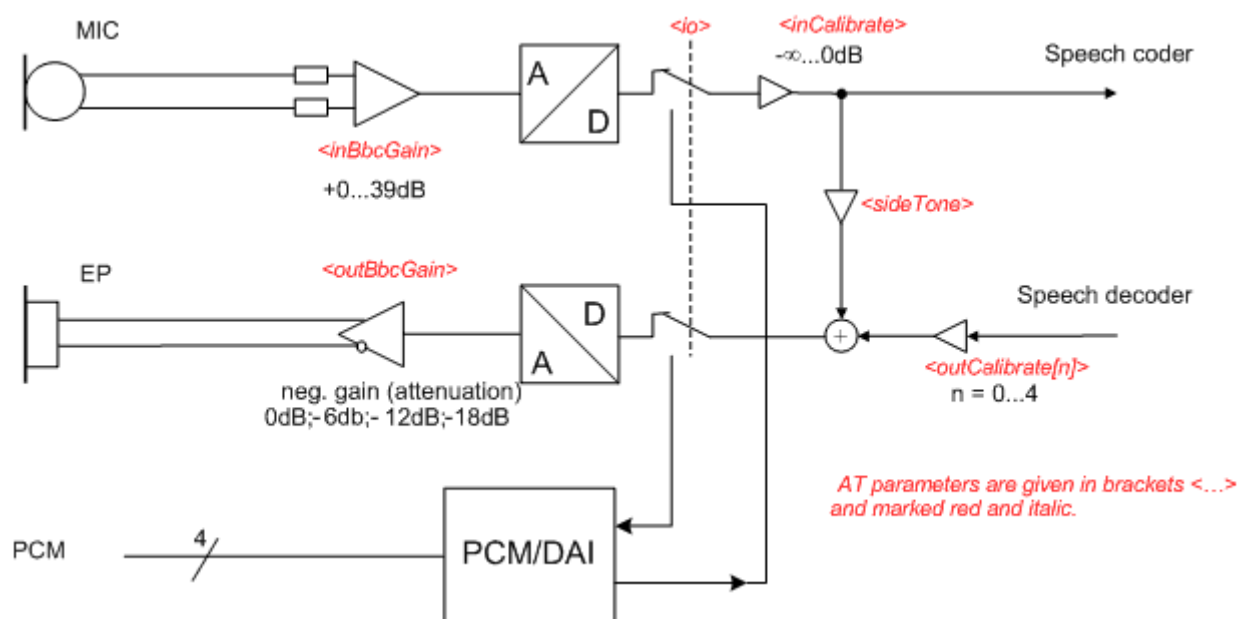 MIC
<io>
<inCalibrate>
-∞...0dB
Speech coder
A
D
<inBbcGain>
+0...39dB
<sideTone>
EP
<outBbcGain>
D
A
Speech decoder
+
<outCalibrate[n]>
n = 0...4
neg. gain (attenuation)
0dB;-6db;- 12dB;-18dB
AT parameters are given in brackets <...>
and marked red and italic.
PCM
4
PCM/DAI